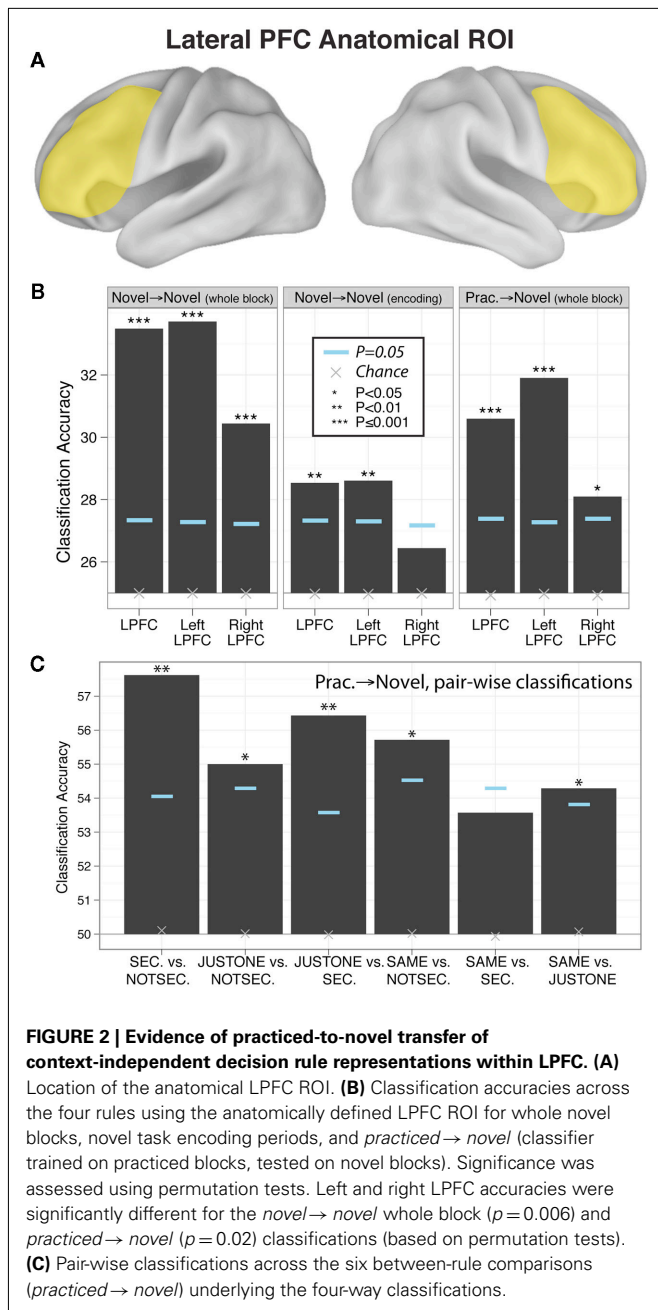 Lateral PFC Anatomical ROI
A
B
Novel→Novel (whole block) Novel→Novel (encoding) Prac.→Novel (whole block)
*** *** ***
** **
*** *** *
P=0.05
Chance
* P<0.05
** P<0.01
*** P≤0.001
Classification Accuracy
32
30
28
26
LPFC Left LPFC Right LPFC LPFC Left LPFC Right LPFC LPFC Left LPFC Right LPFC
C
Prac.→Novel, pair-wise classifications
** * ** * *
Classification Accuracy
57
56
55
54
53
52
51
50
SEC. vs. NOTSEC. JUSTONE vs. NOTSEC. JUSTONE vs. SEC. SAME vs. NOTSEC. SAME vs. SEC. SAME vs. JUSTONE
FIGURE 2 | Evidence of practiced-to-novel transfer of
context-independent decision rule representations within LPFC. (A)
Location of the anatomical LPFC ROI. (B) Classification accuracies across
the four rules using the anatomically defined LPFC ROI for whole novel
blocks, novel task encoding periods, and practiced → novel (classifier
trained on practiced blocks, tested on novel blocks). Significance was
assessed using permutation tests. Left and right LPFC accuracies were
significantly different for the novel → novel whole block (p = 0.006) and
practiced → novel (p = 0.02) classifications (based on permutation tests).
(C) Pair-wise classifications across the six between-rule comparisons
(practiced → novel) underlying the four-way classifications.